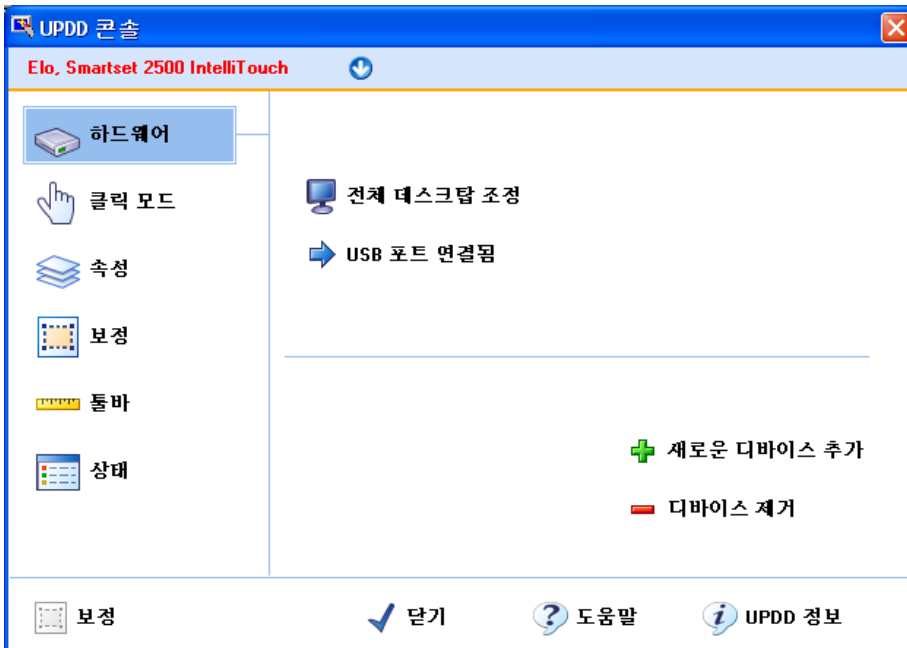 UPDD 콘솔
Elo, Smartset 2500 IntelliTouch
하드웨어
클릭 모드
속성
보정
툴바
상태
전체 데스크탑 조정
USB 포트 연결됨
새로운 디바이스 추가
디바이스 제거
보정
닫기
도움말
UPDD 정보